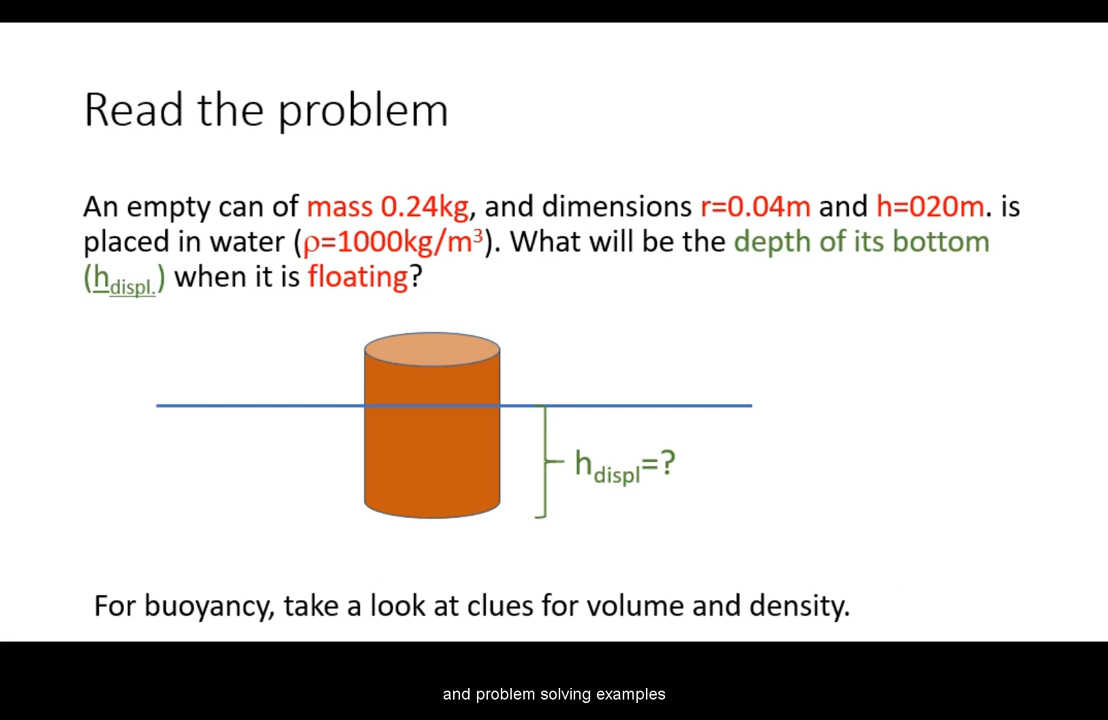 Read the problem
An empty can of mass 0.24kg, and dimensions r=0.04m and h=020m. is
placed in water (ρ=1000kg/m³). What will be the depth of its bottom
(h_displ.) when it is floating?
h_displ=?
For buoyancy, take a look at clues for volume and density.
and problem solving examples